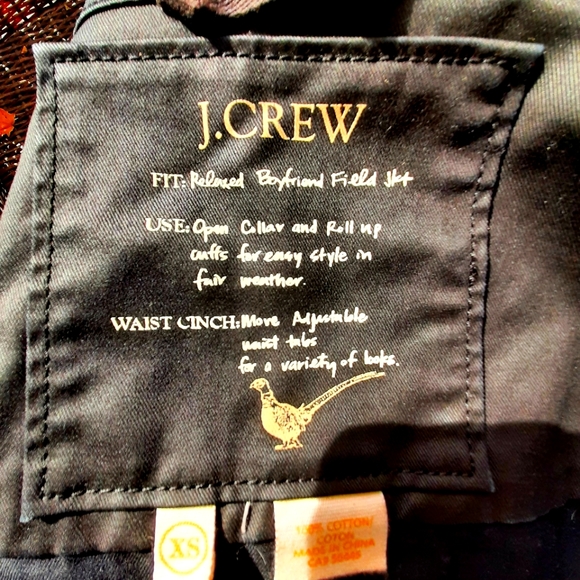 J.CREW
FIT: Relaxed Boyfriend Field Jkt
USE: Open Collar and Roll up
cuffs for easy style in
fair weather.
WAIST CINCH: Move Adjustable
waist tabs
for a variety of looks.
XS
100% COTTON/
COTON
MADE IN CHINA